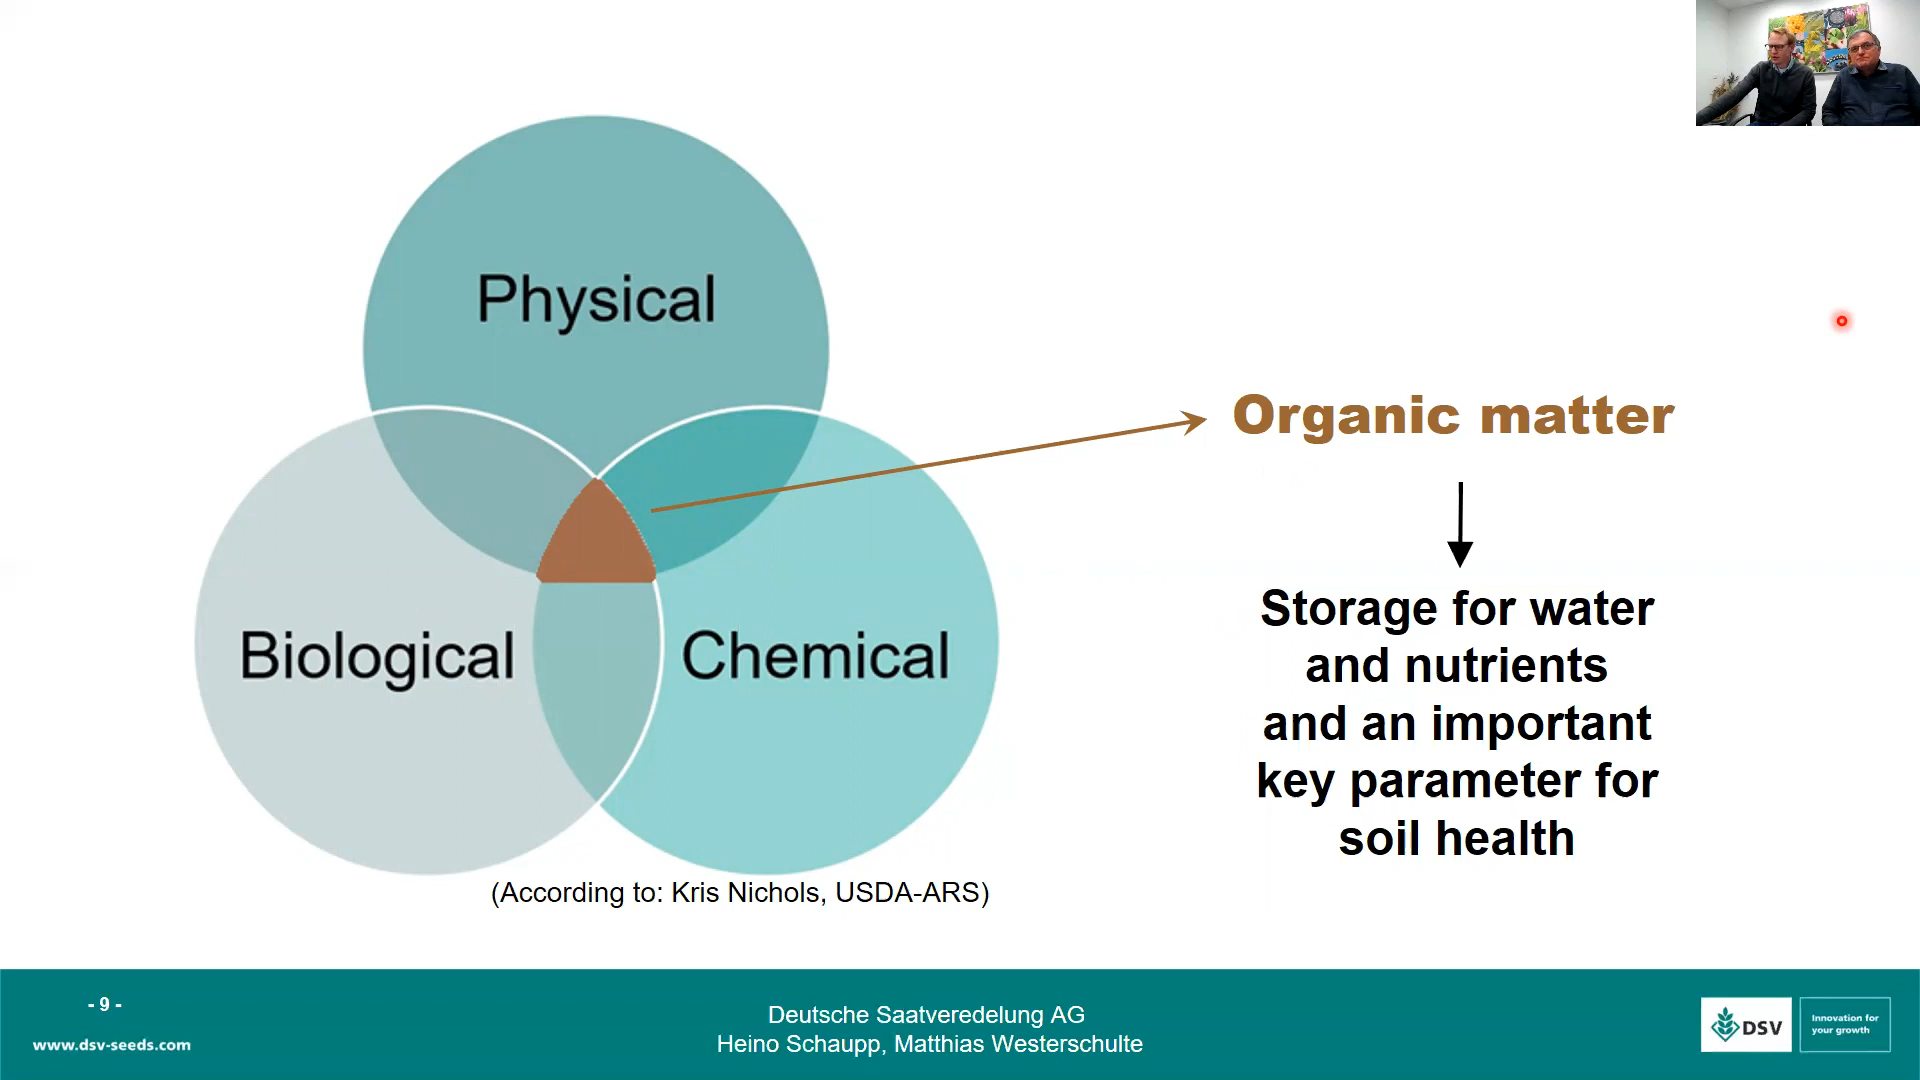 Physical
Organic matter
Biological
Chemical
Storage for water
and nutrients
and an important
key parameter for
soil health
(According to: Kris Nichols, USDA-ARS)
- 9 -
www.dsv-seeds.com
Deutsche Saatveredelung AG
Heino Schaupp, Matthias Westerschulte
DSV
Innovation for
your growth